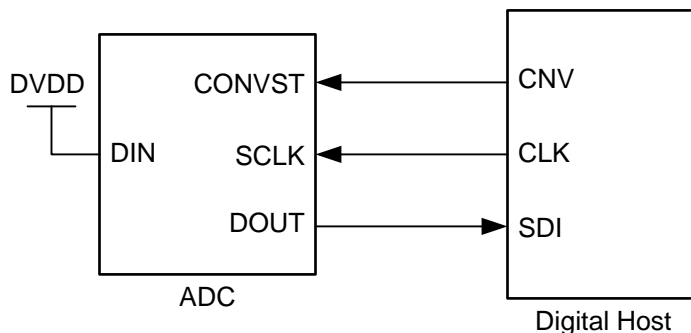 DVDD
CONVST
CNV
DIN
SCLK
CLK
DOUT
SDI
ADC
Digital Host